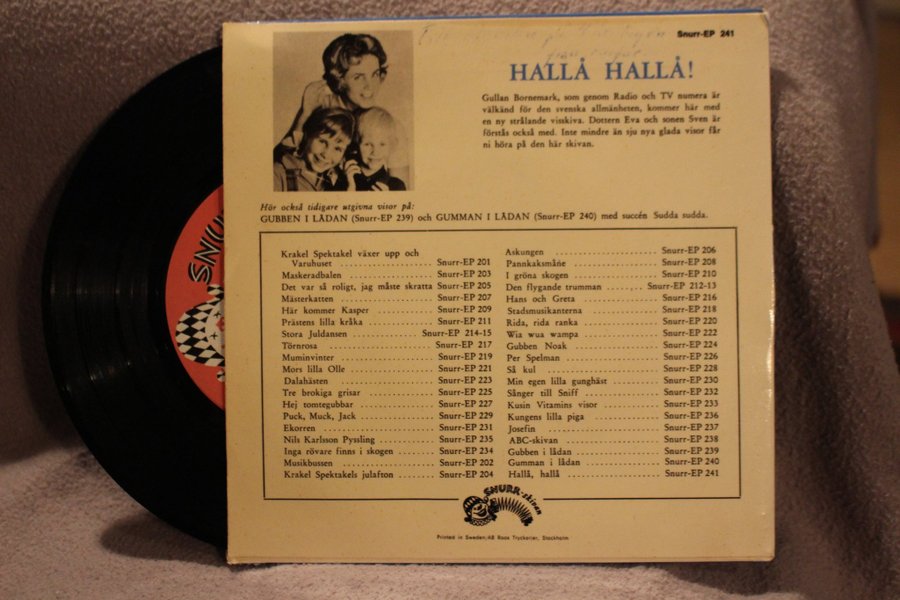 Snurr-EP 241
HALLÅ HALLÅ!
Gullan Bornemark, som genom Radio och TV numera är
välkänd för den svenska allmänheten, kommer här med
en ny strålande visskiva. Dottern Eva och sonen Sven är
förstås också med. Inte mindre än sju nya glada visor får
ni höra på den här skivan.
Hör också tidigare utgivna visor på:
GUBBEN I LÅDAN (Snurr-EP 239) och GUMMAN I LÅDAN (Snurr-EP 240) med succén Sudda sudda.
Krakel Spektakel växer upp och
Varuhuset Snurr-EP 201
Maskeradbalen Snurr-EP 203
Det var så roligt, jag måste skratta Snurr-EP 205
Mästerkatten Snurr-EP 207
Här kommer Kasper Snurr-EP 209
Prästens lilla kråka Snurr-EP 211
Stora Juldansen Snurr-EP 214-15
Törnrosa Snurr-EP 217
Muminvinter Snurr-EP 219
Mors lilla Olle Snurr-EP 221
Dalahästen Snurr-EP 223
Tre brokiga grisar Snurr-EP 225
Hej tomtegubbar Snurr-EP 227
Puck, Muck, Jack Snurr-EP 229
Ekorren Snurr-EP 231
Nils Karlsson Pyssling Snurr-EP 235
Inga rövare finns i skogen Snurr-EP 234
Musikbussen Snurr-EP 202
Krakel Spektakels julafton Snurr-EP 204
Askungen Snurr-EP 206
Pannkaksmåne Snurr-EP 208
I gröna skogen Snurr-EP 210
Den flygande trumman Snurr-EP 212-13
Hans och Greta Snurr-EP 216
Stadsmusikanterna Snurr-EP 218
Rida, rida ranka Snurr-EP 220
Wia wua wampa Snurr-EP 222
Gubben Noak Snurr-EP 224
Per Spelman Snurr-EP 226
Så kul Snurr-EP 228
Min egen lilla gunghäst Snurr-EP 230
Sånger till Sniff Snurr-EP 232
Kusin Vitamins visor Snurr-EP 233
Kungens lilla piga Snurr-EP 236
Josefin Snurr-EP 237
ABC-skivan Snurr-EP 238
Gubben i lådan Snurr-EP 239
Gumman i lådan Snurr-EP 240
Hallå, hallå Snurr-EP 241
SNURR-skivan
Printed in Sweden/AB Roos Tryckerier, Stockholm
SNUR